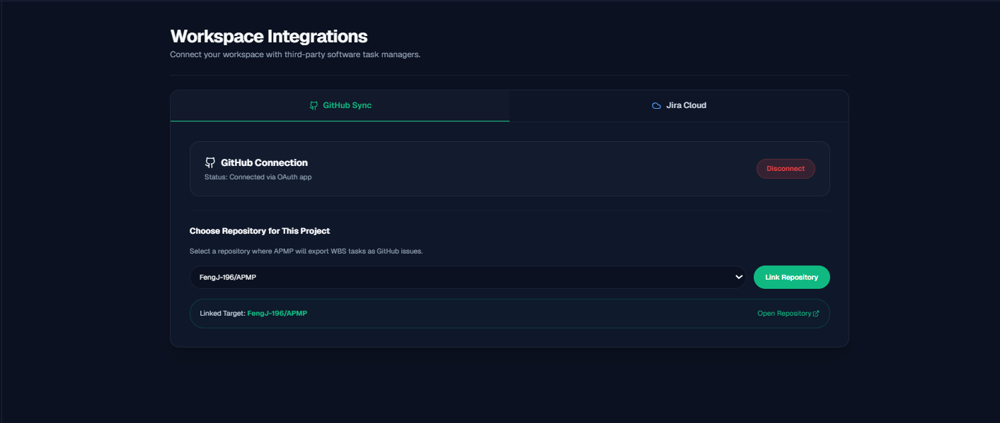 Workspace Integrations
Connect your workspace with third-party software task managers.
GitHub Sync
Jira Cloud
GitHub Connection
Status: Connected via OAuth app
Disconnect
Choose Repository for This Project
Select a repository where APMP will export WBS tasks as GitHub issues.
FengJ-196/APMP
Link Repository
Linked Target: FengJ-196/APMP
Open Repository